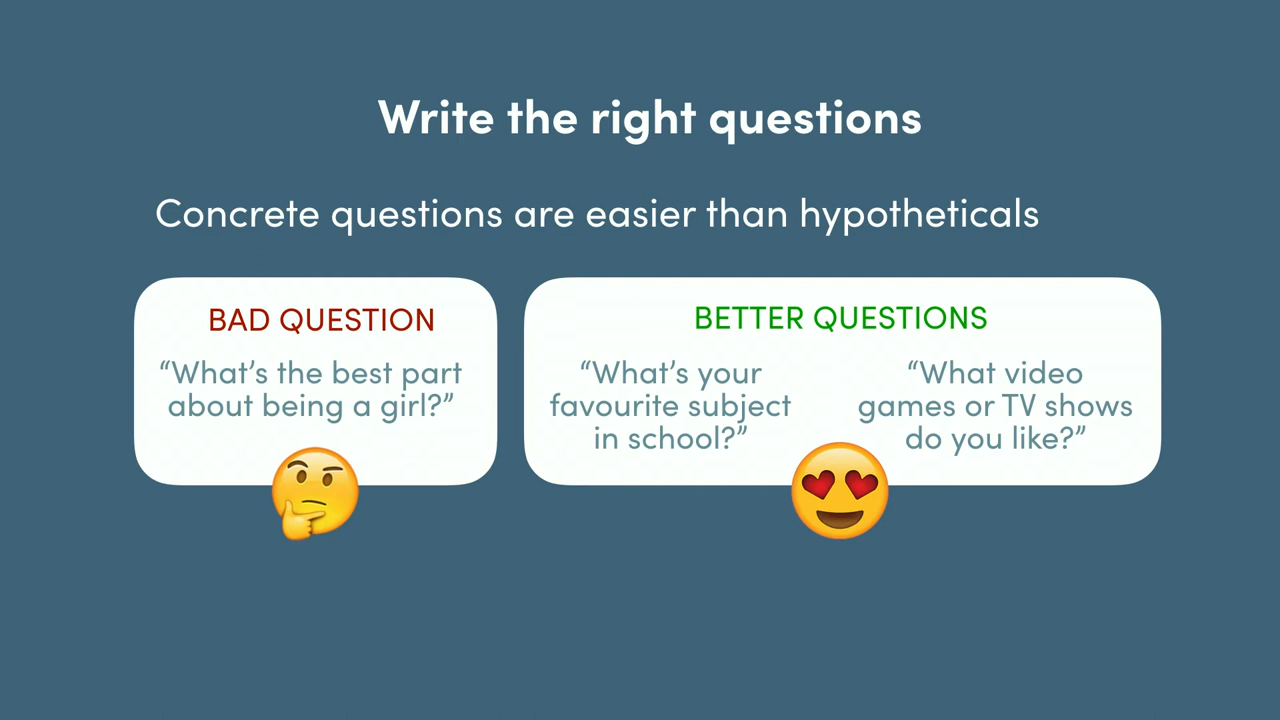 Write the right questions
Concrete questions are easier than hypotheticals
BAD QUESTION
“What’s the best part
about being a girl?”
BETTER QUESTIONS
“What’s your
favourite subject
in school?”
“What video
games or TV shows
do you like?”